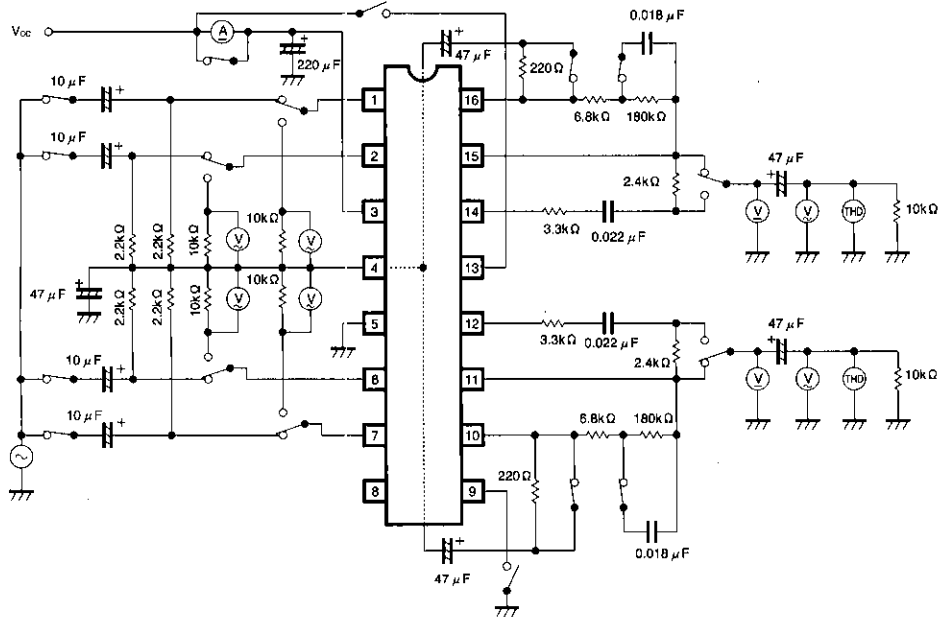 0.018 μF
Vcc
A
+
47 μF
+
220 μF
220Ω
10 μF
+
1
16
6.8kΩ
180kΩ
10 μF
+
2
15
47 μF
+
2.4kΩ
3
14
10kΩ
10kΩ
V
V
V
V
THD
10kΩ
3.3kΩ
0.022 μF
2.2kΩ
2.2kΩ
10kΩ
4
13
+
47 μF
2.2kΩ
2.2kΩ
10kΩ
10kΩ
V
V
5
12
3.3kΩ
0.022 μF
47 μF
+
2.4kΩ
10 μF
+
6
11
V
V
THD
10kΩ
10 μF
+
7
10
6.8kΩ
180kΩ
220Ω
8
9
0.018 μF
+
47 μF